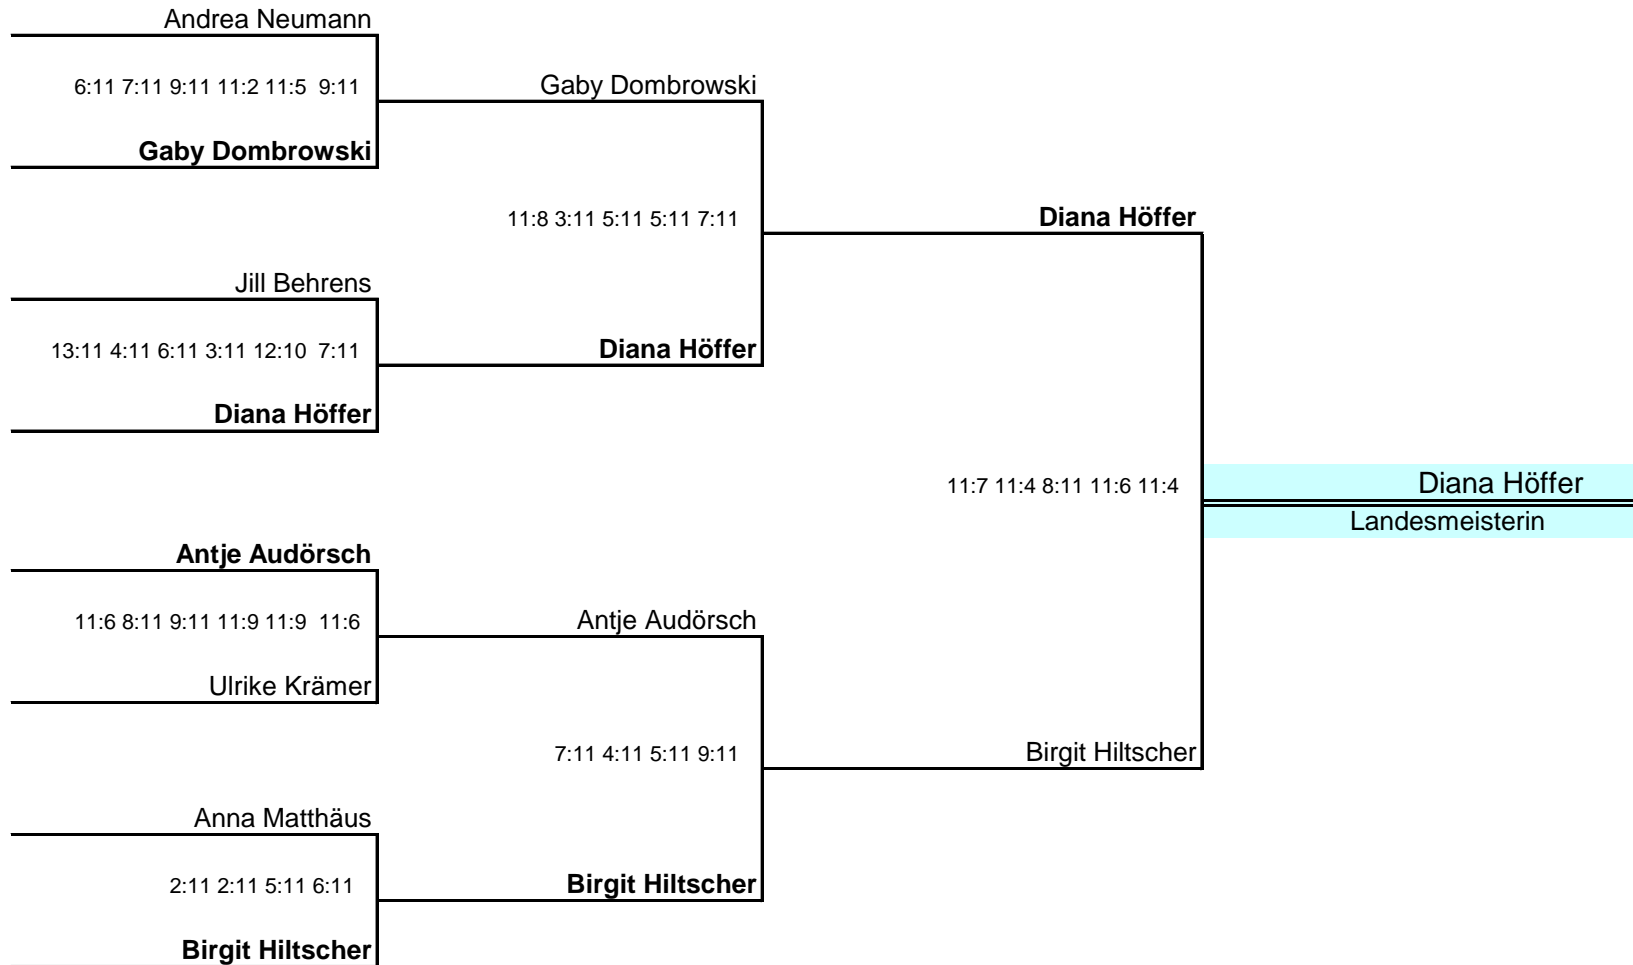 Andrea Neumann
6:11 7:11 9:11 11:2 11:5 9:11
Gaby Dombrowski
Gaby Dombrowski
11:8 3:11 5:11 5:11 7:11
Diana Höffer
Jill Behrens
13:11 4:11 6:11 3:11 12:10 7:11
Diana Höffer
Diana Höffer
11:7 11:4 8:11 11:6 11:4
Diana Höffer
Landesmeisterin
Antje Audörsch
11:6 8:11 9:11 11:9 11:9 11:6
Ulrike Krämer
Antje Audörsch
7:11 4:11 5:11 9:11
Birgit Hiltscher
Anna Matthäus
2:11 2:11 5:11 6:11
Birgit Hiltscher
Birgit Hiltscher